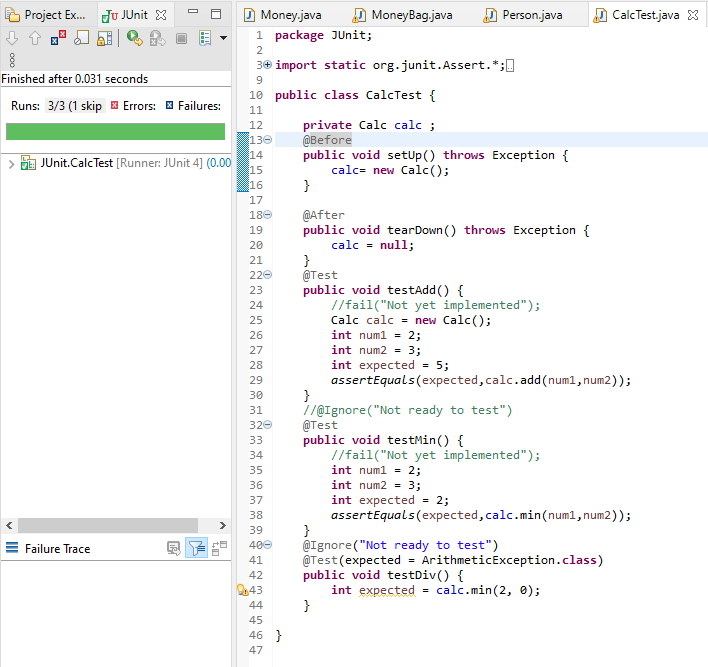 Project Ex... JUnit
Finished after 0.031 seconds
Runs: 3/3 (1 skip Errors: Failures:
JUnit.CalcTest [Runner: JUnit 4] (0.00
Failure Trace
Money.java MoneyBag.java Person.java CalcTest.java
1 package JUnit;
2
3 import static org.junit.Assert.*;
9
10 public class CalcTest {
11
12 private Calc calc ;
13 @Before
14 public void setUp() throws Exception {
15 calc= new Calc();
16 }
17
18 @After
19 public void tearDown() throws Exception {
20 calc = null;
21 }
22 @Test
23 public void testAdd() {
24 //fail("Not yet implemented");
25 Calc calc = new Calc();
26 int num1 = 2;
27 int num2 = 3;
28 int expected = 5;
29 assertEquals(expected,calc.add(num1,num2));
30 }
31 //@Ignore("Not ready to test")
32 @Test
33 public void testMin() {
34 //fail("Not yet implemented");
35 int num1 = 2;
36 int num2 = 3;
37 int expected = 2;
38 assertEquals(expected,calc.min(num1,num2));
39 }
40 @Ignore("Not ready to test")
41 @Test(expected = ArithmeticException.class)
42 public void testDiv() {
43 int expected = calc.min(2, 0);
44 }
45
46 }
47